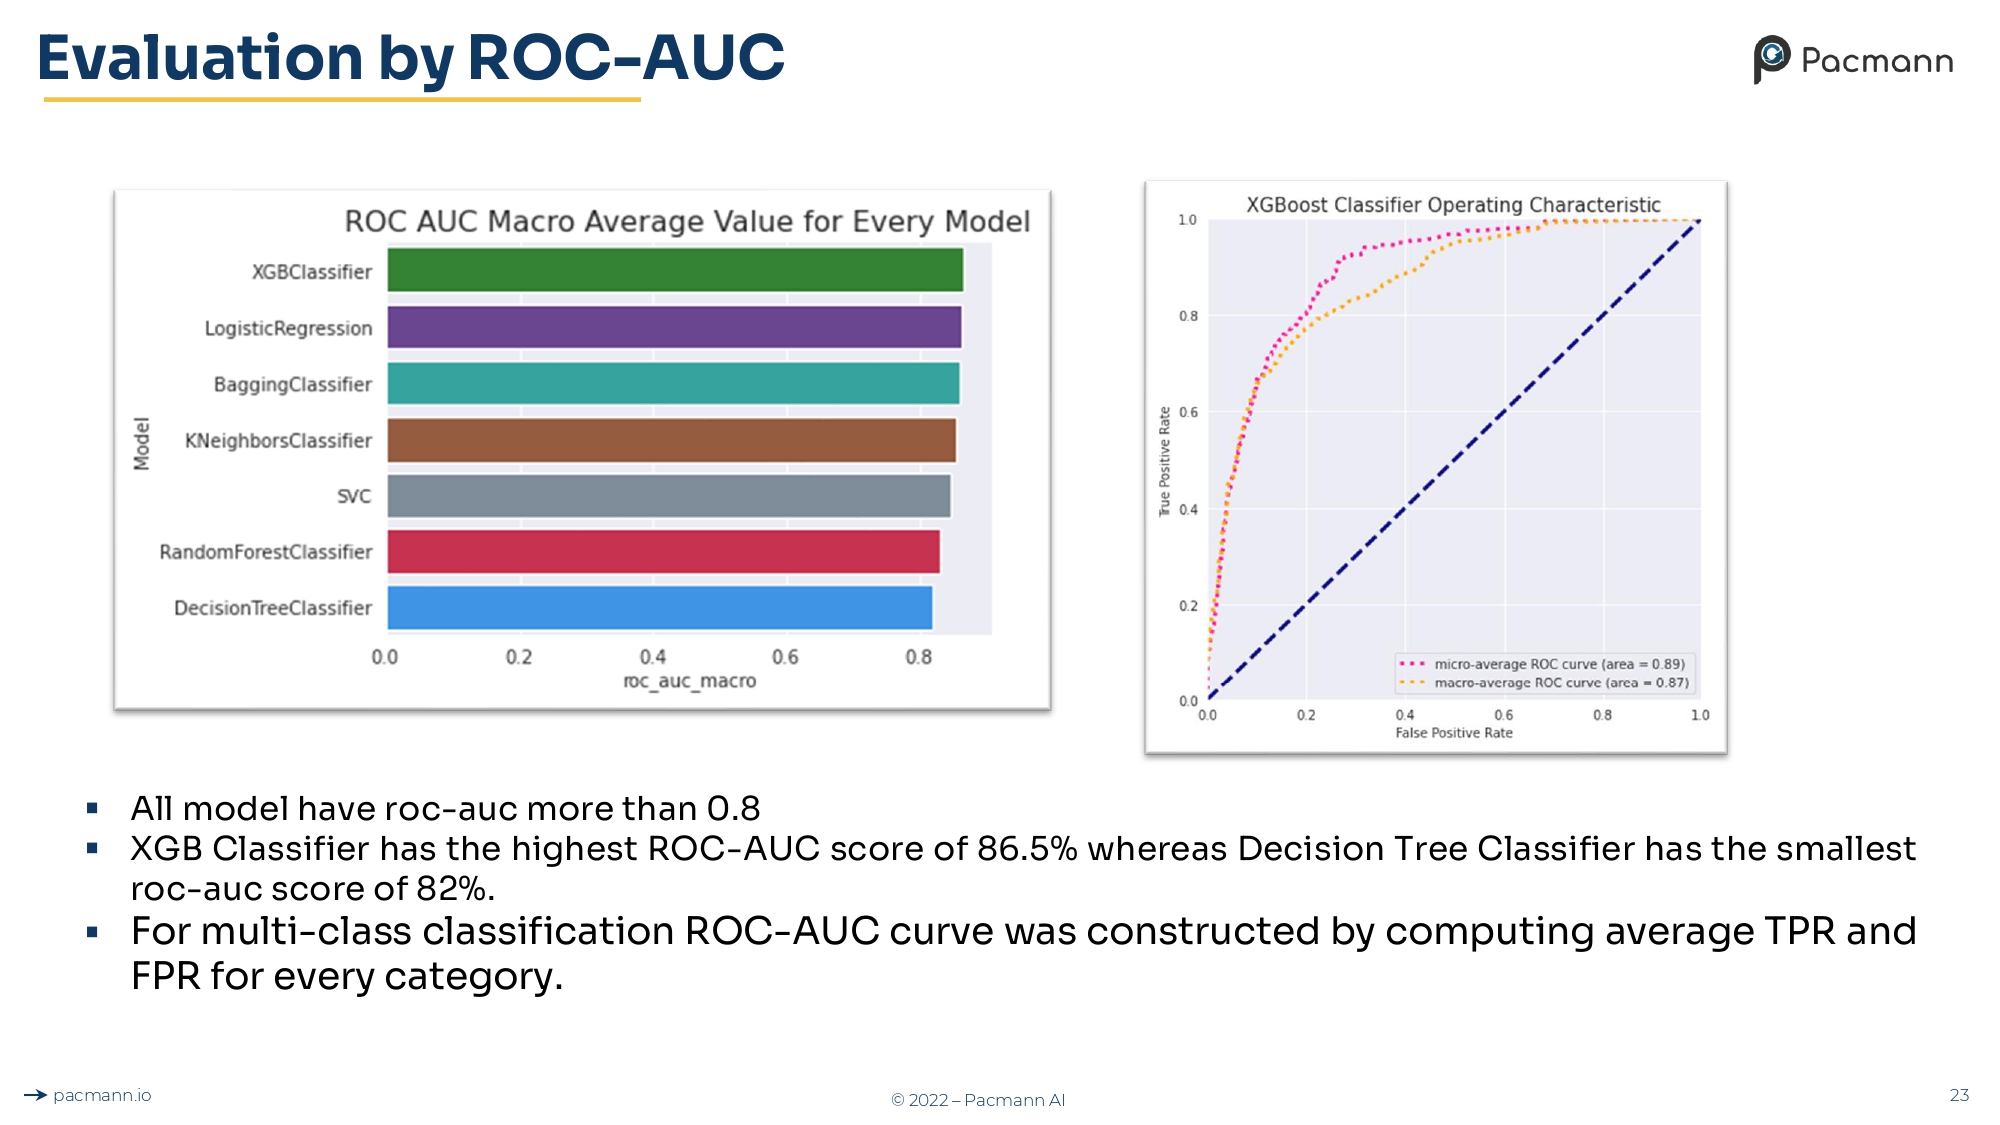 Evaluation by ROC-AUC
Pacmann
ROC AUC Macro Average Value for Every Model
XGBClassifier
LogisticRegression
BaggingClassifier
KNeighborsClassifier
SVC
RandomForestClassifier
DecisionTreeClassifier
Model
0.0 0.2 0.4 0.6 0.8
roc_auc_macro
XGBoost Classifier Operating Characteristic
1.0
0.8
0.6
0.4
0.2
0.0
True Positive Rate
micro-average ROC curve (area = 0.89)
macro-average ROC curve (area = 0.87)
0.0 0.2 0.4 0.6 0.8 1.0
False Positive Rate
▪ All model have roc-auc more than 0.8
▪ XGB Classifier has the highest ROC-AUC score of 86.5% whereas Decision Tree Classifier has the smallest
roc-auc score of 82%.
▪ For multi-class classification ROC-AUC curve was constructed by computing average TPR and
FPR for every category.
pacmann.io
© 2022 – Pacmann AI
23